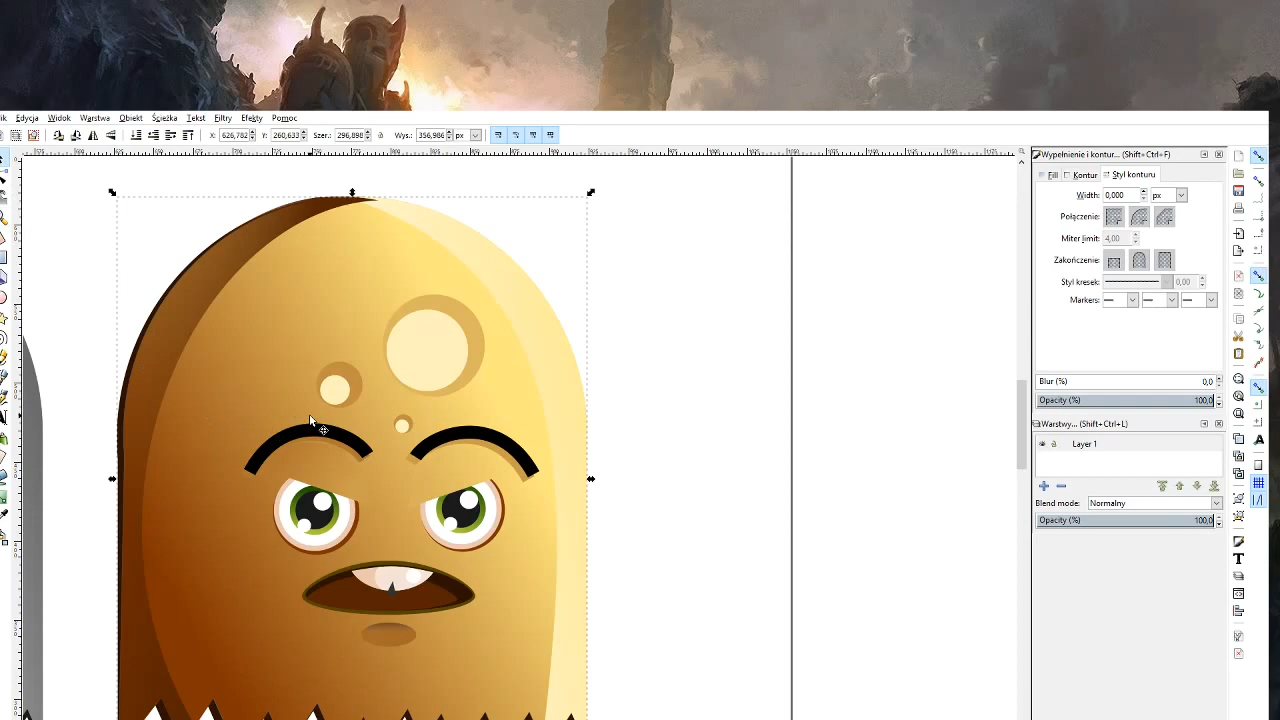 ik Edycja Widok Warstwa Obiekt Ścieżka Tekst Filtry Efekty Pomoc
X: 626,782 Y: 260,633 Szer.: 296,898 Wys.: 356,986 px
Wypełnienie i kontur... (Shift+Ctrl+F)
Fill Kontur Styl konturu
Width: 0,000 px
Połączenie:
Miter limit: 4,00
Zakończenie:
Styl kresek: 0,00
Markers:
Blur (%) 0,0
Opacity (%) 100,0
Warstwy... (Shift+Ctrl+L)
Layer 1
Blend mode: Normalny
Opacity (%) 100,0